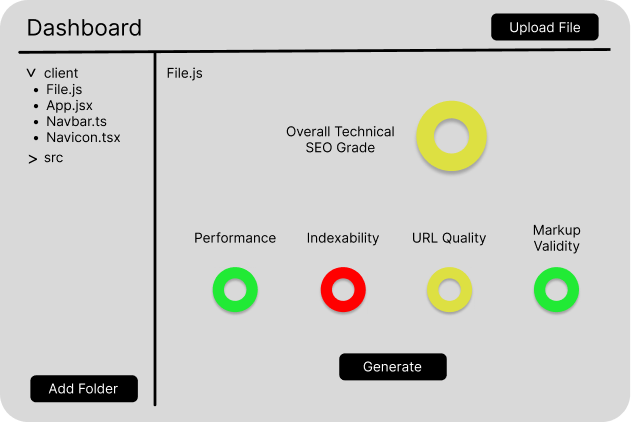 Dashboard
Upload File
client
File.js
App.jsx
Navbar.ts
Navicon.tsx
src
Add Folder
File.js
Overall Technical
SEO Grade
Performance
Indexability
URL Quality
Markup
Validity
Generate